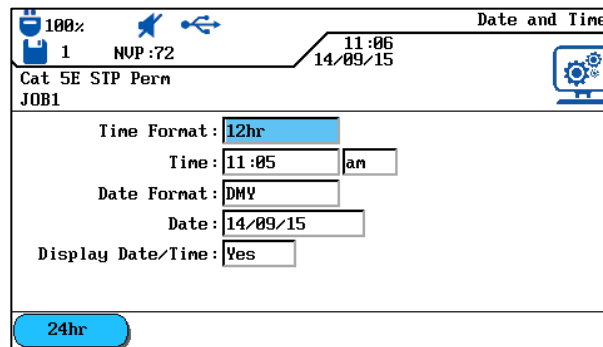 100% Date and Time
1 NVP:72 11:06
14/09/15
Cat 5E STP Perm
JOB1
Time Format: 12hr
Time: 11:05 am
Date Format: DMY
Date: 14/09/15
Display Date/Time: Yes
24hr